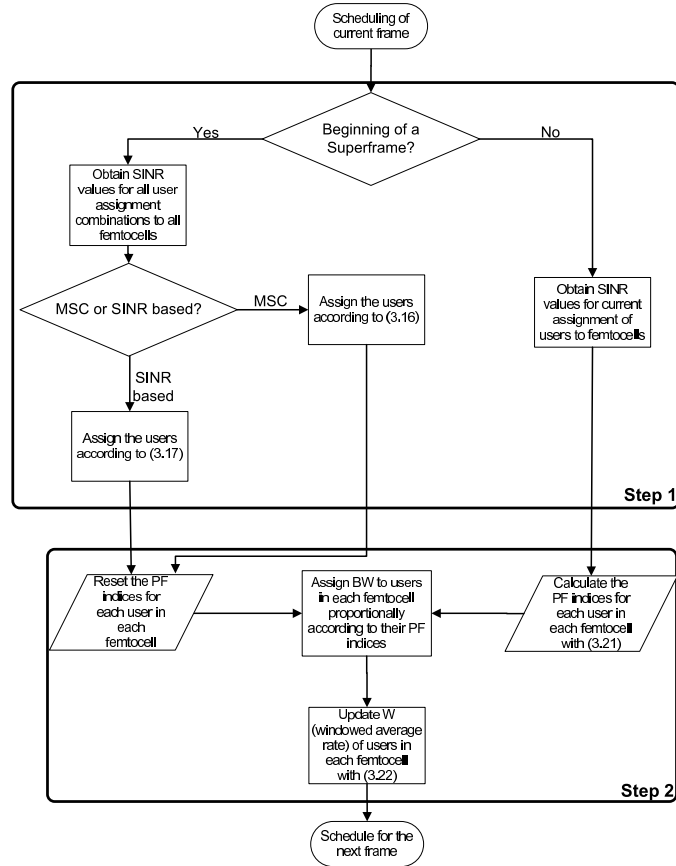 Scheduling of
current frame
Beginning of a
Superframe?
Yes
No
Obtain SINR
values for all user
assignment
combinations to all
femtocells
MSC or SINR based?
MSC
Assign the users
according to (3.16)
Obtain SINR
values for current
assignment of
users to femtocells
SINR
based
Assign the users
according to (3.17)
Step 1
Reset the PF
indices for
each user in
each
femtocell
Assign BW to users
in each femtocell
proportionally
according to their PF
indices
Calculate the
PF indices for
each user in
each femtocell
with (3.21)
Update W
(windowed average
rate) of users in
each femtocell
with (3.22)
Step 2
Schedule for the
next frame